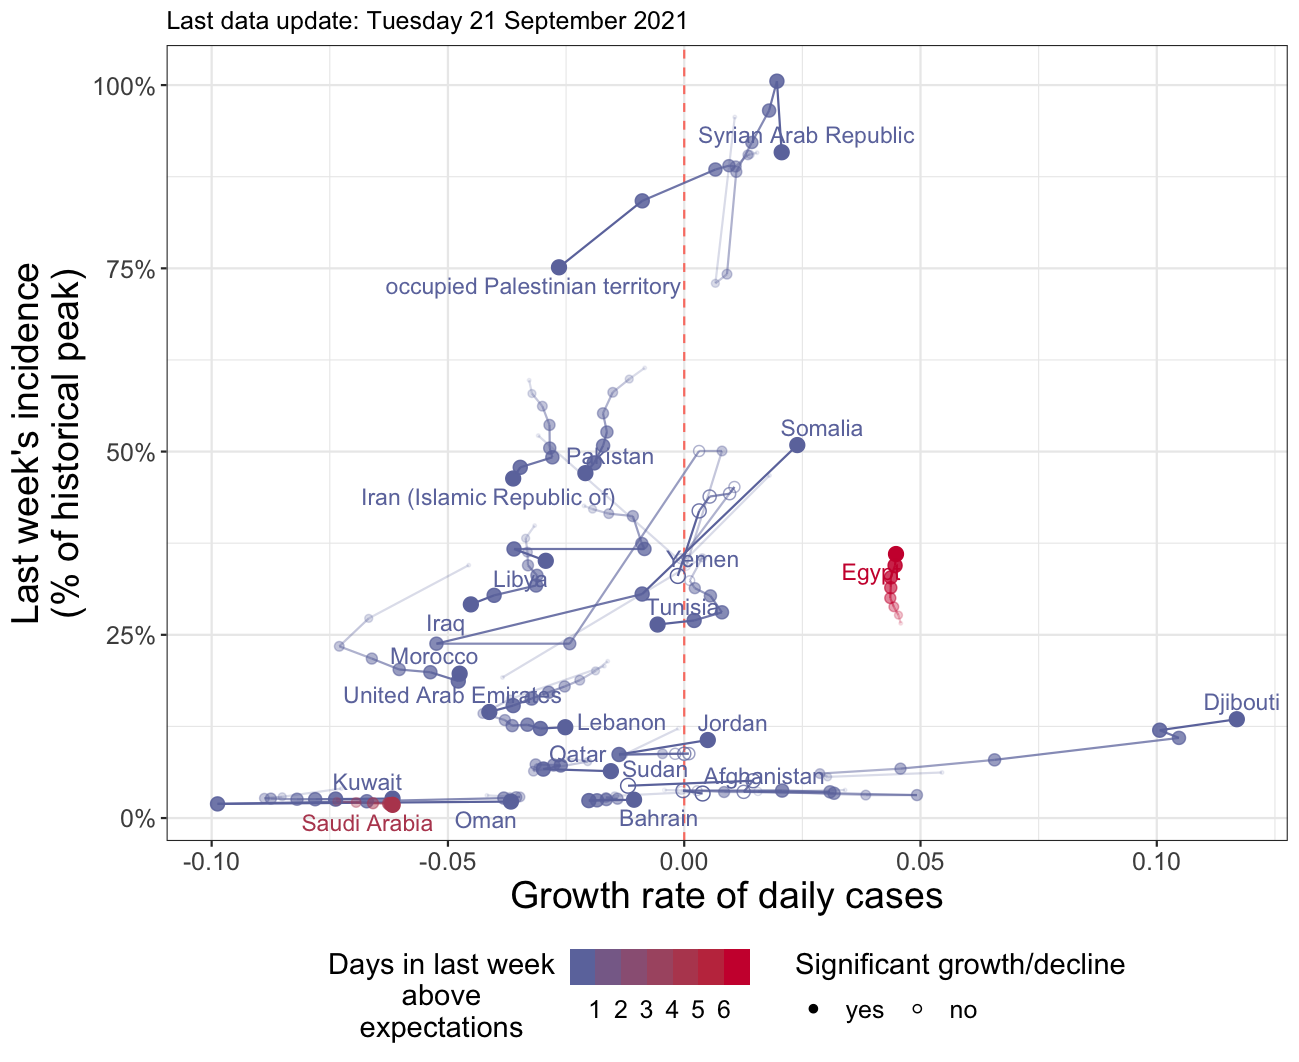 Last data update: Tuesday 21 September 2021
Last week's incidence
(% of historical peak)
100%
75%
50%
25%
0%
Syrian Arab Republic
occupied Palestinian territory
Somalia
Pakistan
Iran (Islamic Republic of)
Yemen
Egypt
Libya
Tunisia
Iraq
Morocco
United Arab Emirates
Djibouti
Lebanon
Jordan
Qatar
Sudan
Afghanistan
Kuwait
Saudi Arabia
Oman
Bahrain
-0.10
-0.05
0.00
0.05
0.10
Growth rate of daily cases
Days in last week
above
expectations
1 2 3 4 5 6
Significant growth/decline
yes
no